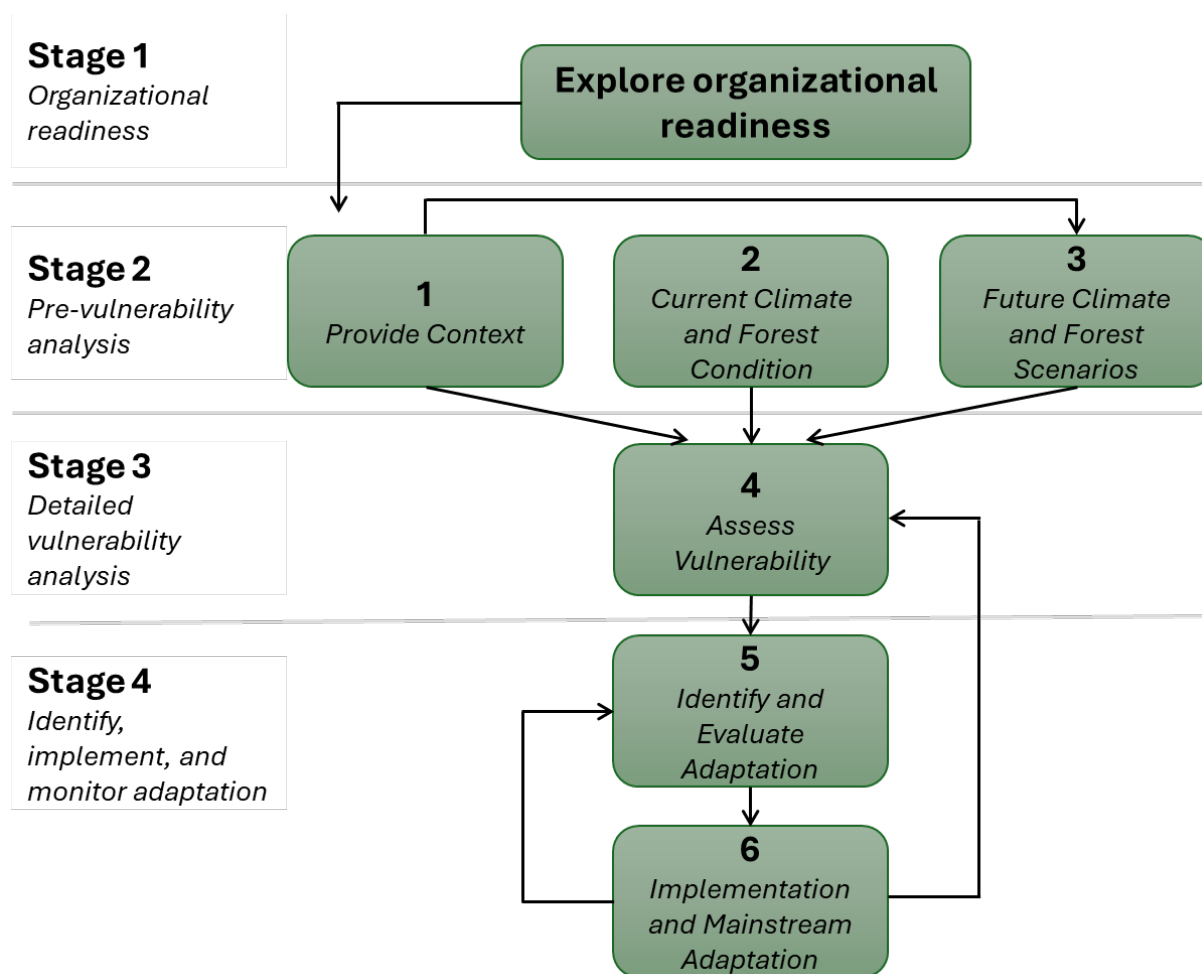 Stage 1
Organizational
readiness
Explore organizational
readiness
Stage 2
Pre-vulnerability
analysis
1
Provide Context
2
Current Climate
and Forest
Condition
3
Future Climate
and Forest
Scenarios
Stage 3
Detailed
vulnerability
analysis
4
Assess
Vulnerability
Stage 4
Identify,
implement, and
monitor adaptation
5
Identify and
Evaluate
Adaptation
6
Implementation
and Mainstream
Adaptation